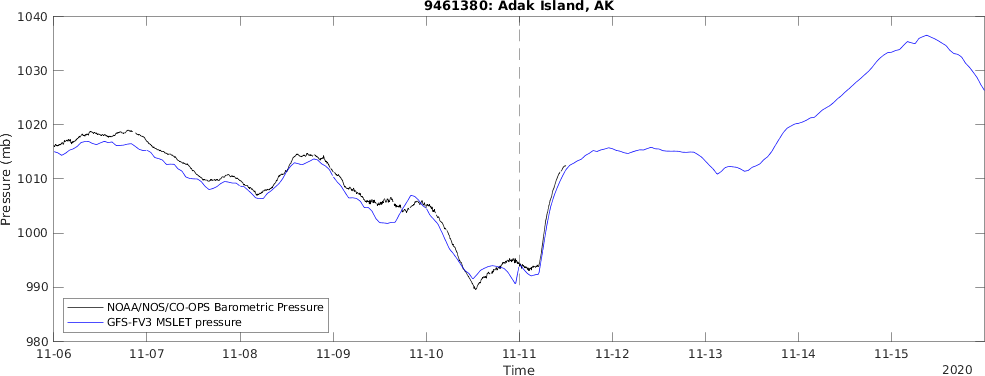 9461380: Adak Island, AK
Pressure (mb)
1040
1030
1020
1010
1000
990
980
NOAA/NOS/CO-OPS Barometric Pressure
GFS-FV3 MSLET pressure
11-06 11-07 11-08 11-09 11-10 11-11 11-12 11-13 11-14 11-15
Time
2020